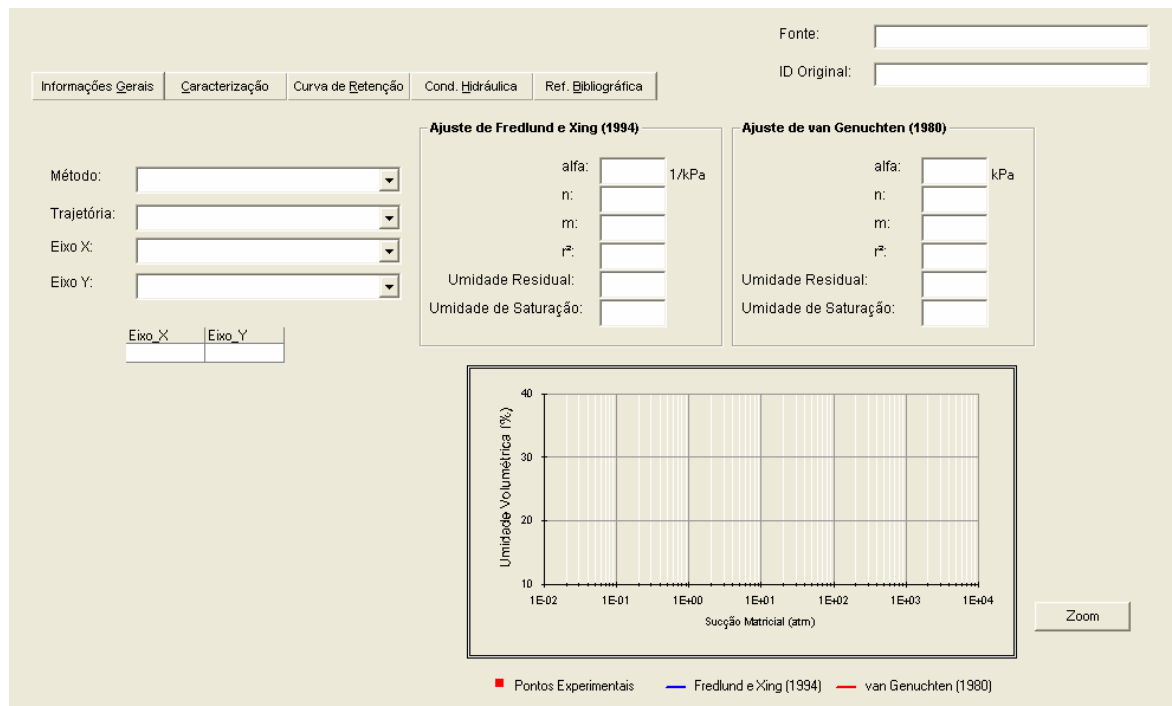 Fonte:
ID Original:
Informações Gerais Caracterização Curva de Retenção Cond. Hidráulica Ref. Bibliográfica
Método:
Trajetória:
Eixo X:
Eixo Y:
Eixo_X Eixo_Y
Ajuste de Fredlund e Xing (1994)
alfa: 1/kPa
n:
m:
r²:
Umidade Residual:
Umidade de Saturação:
Ajuste de van Genuchten (1980)
alfa: kPa
n:
m:
r²:
Umidade Residual:
Umidade de Saturação:
Umidade Volumétrica (%)
40
30
20
10
1E-02 1E-01 1E+00 1E+01 1E+02 1E+03 1E+04
Sucção Matricial (atm)
Zoom
Pontos Experimentais Fredlund e Xing (1994) van Genuchten (1980)